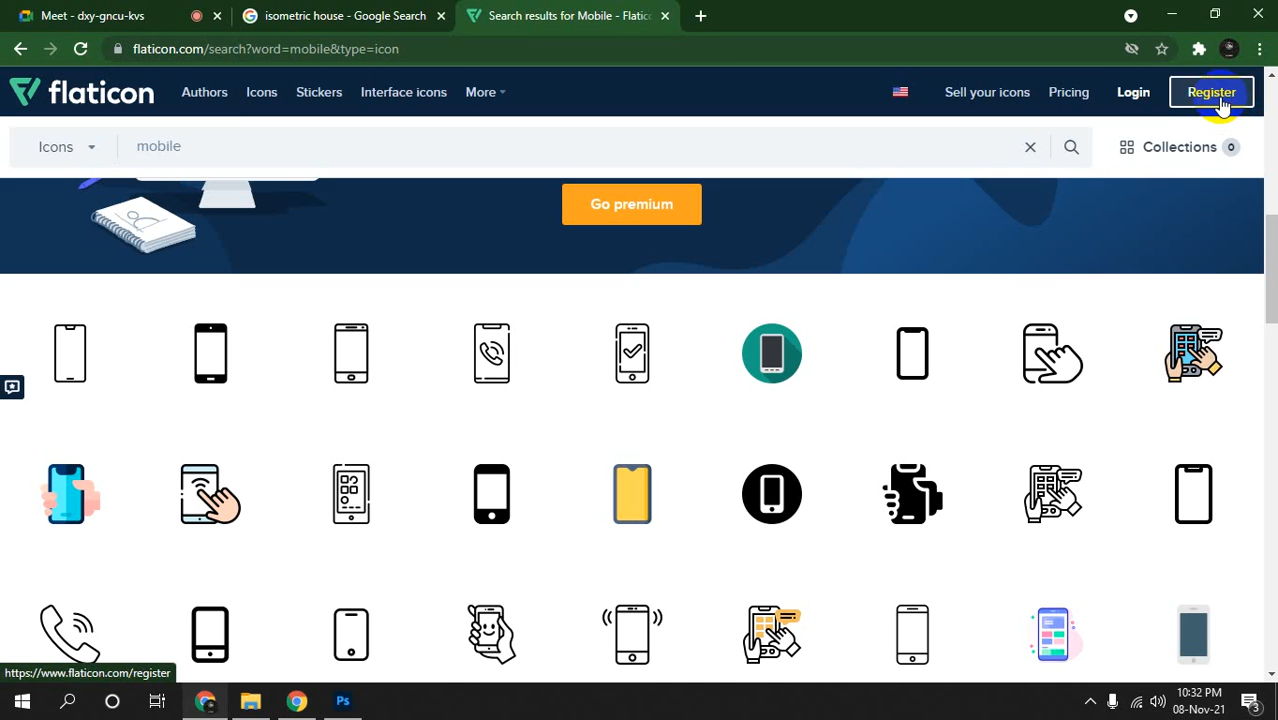 Meet - dxy-gncu-kvs
isometric house - Google Search
Search results for Mobile - Flatic
flaticon.com/search?word=mobile&type=icon
flaticon
Authors
Icons
Stickers
Interface icons
More
Sell your icons
Pricing
Login
Register
Icons
mobile
Collections 0
Go premium
https://www.flaticon.com/register
Ps
10:32 PM
08-Nov-21
3